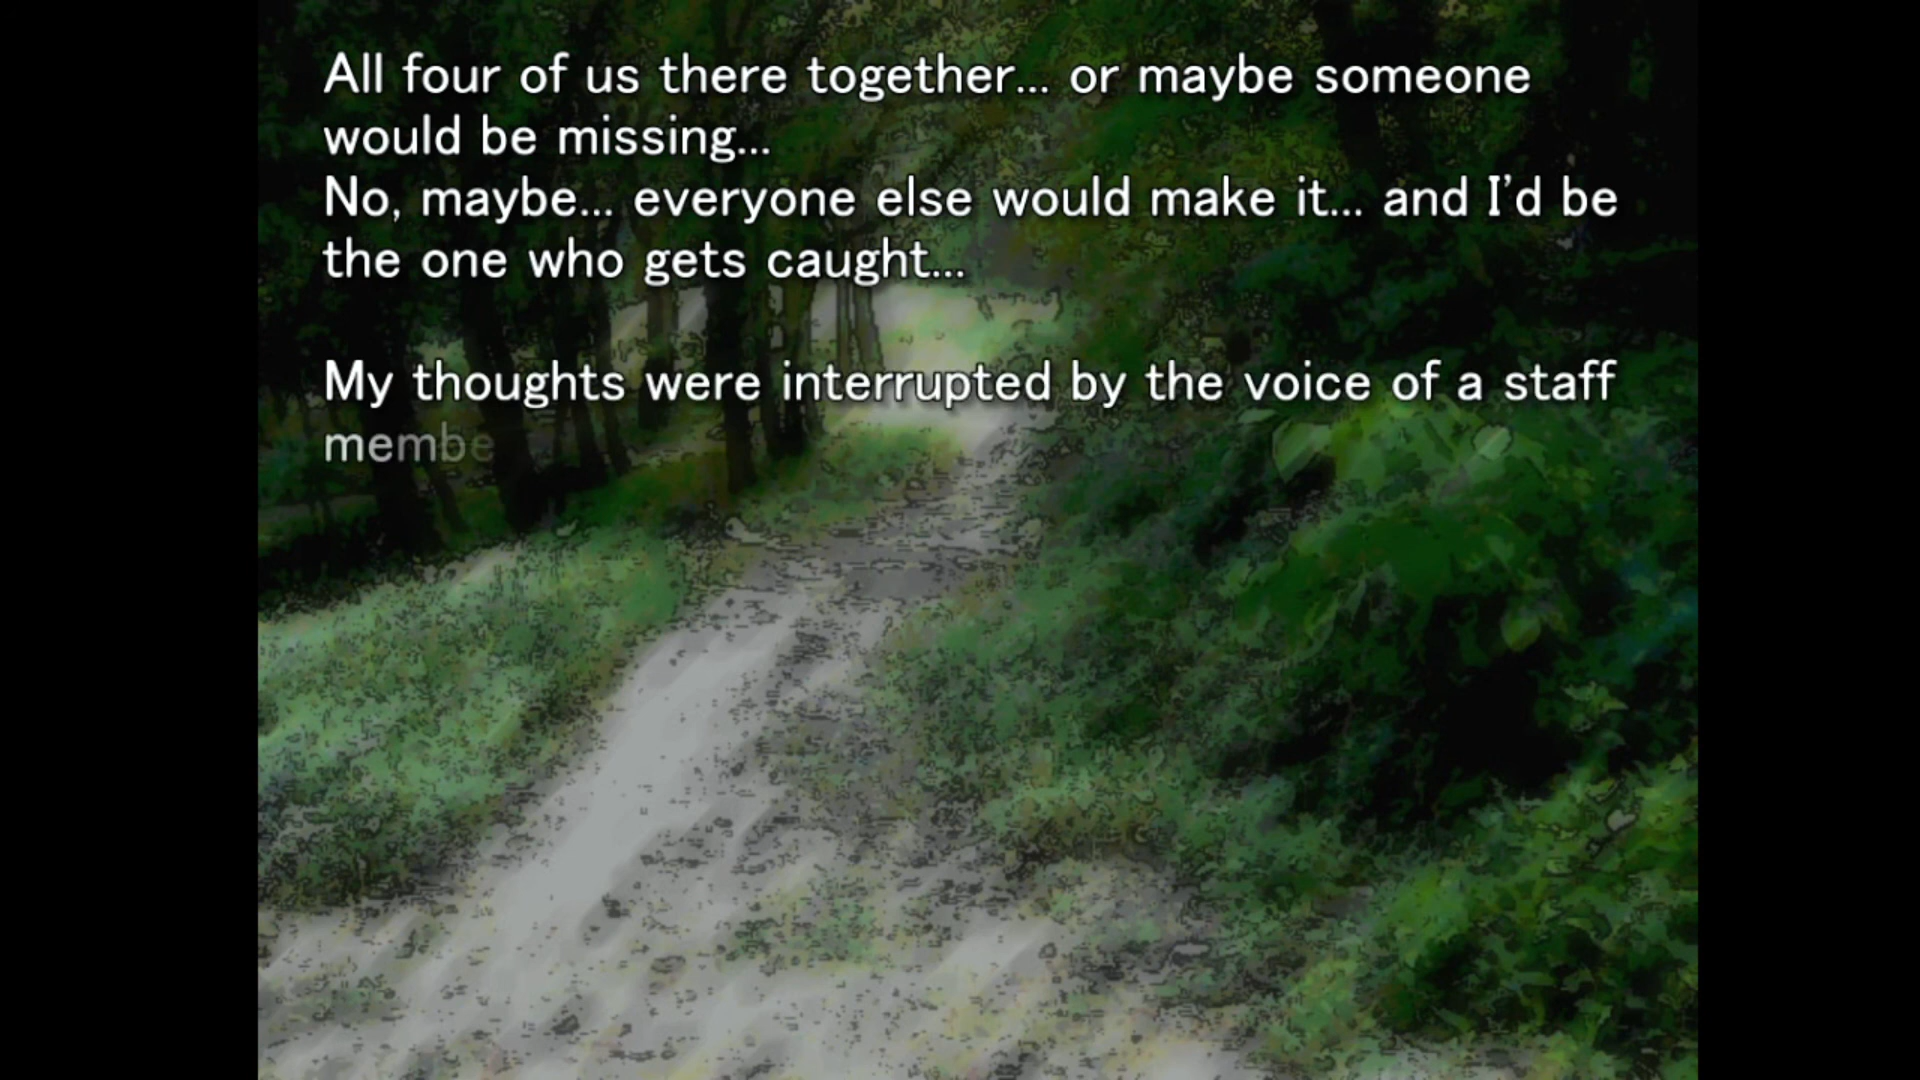 All four of us there together... or maybe someone
would be missing...
No, maybe... everyone else would make it... and I'd be
the one who gets caught...
My thoughts were interrupted by the voice of a staff
membe